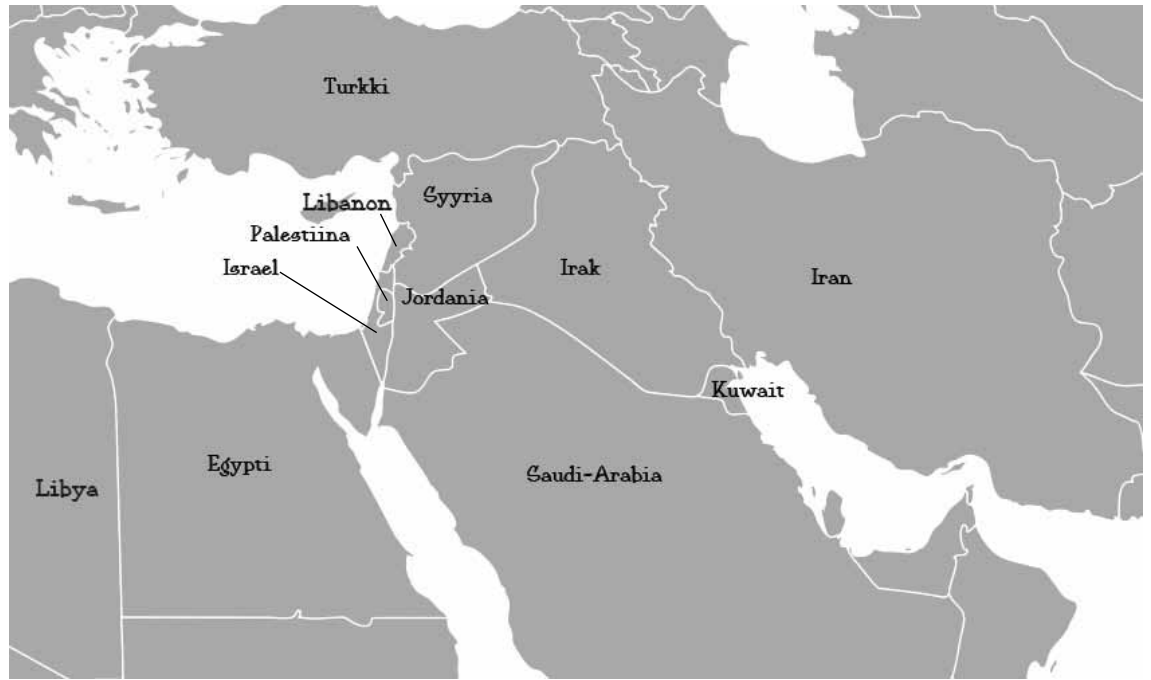 Turkki
Syyria
Libanon
Palestiina
Israel
Irak
Iran
Jordania
Kuwait
Egypti
Saudi-Arabia
Libya